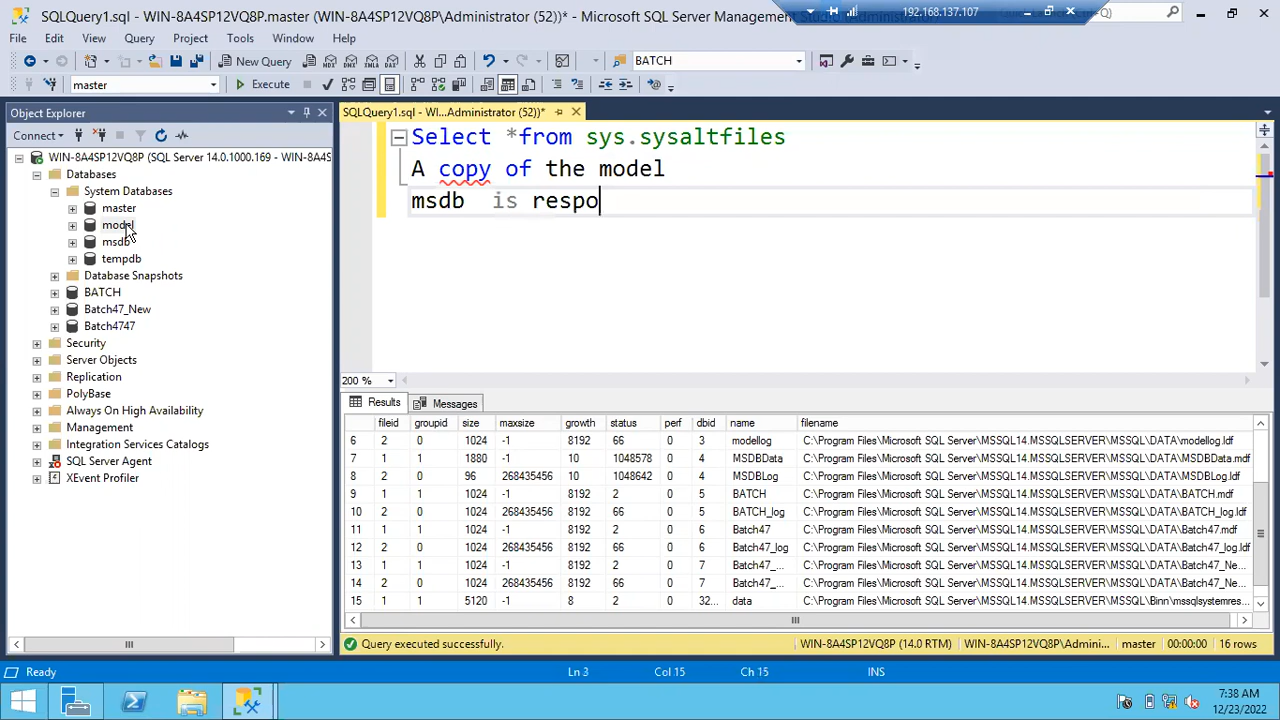 SQLQuery1.sql - WIN-8A4SP12VQ8P.master (WIN-8A4SP12VQ8P\Administrator (52))* - Microsoft SQL Server Management Studio
192.168.137.107
File Edit View Query Project Tools Window Help
New Query
BATCH
master
Execute
Object Explorer
SQLQuery1.sql - WI...Administrator (52))*
Connect
WIN-8A4SP12VQ8P (SQL Server 14.0.1000.169 - WIN-8A4S
Databases
System Databases
master
model
msdb
tempdb
Database Snapshots
BATCH
Batch47_New
Batch4747
Security
Server Objects
Replication
PolyBase
Always On High Availability
Management
Integration Services Catalogs
SQL Server Agent
XEvent Profiler
Select *from sys.sysaltfiles
A copy of the model
msdb  is respo
200 %
Results Messages
fileid groupid size maxsize growth status perf dbid name filename
6 2 0 1024 -1 8192 66 0 3 modellog C:\Program Files\Microsoft SQL Server\MSSQL14.MSSQLSERVER\MSSQL\DATA\modellog.ldf
7 1 1 1880 -1 10 1048578 0 4 MSDBData C:\Program Files\Microsoft SQL Server\MSSQL14.MSSQLSERVER\MSSQL\DATA\MSDBData.mdf
8 2 0 96 268435456 10 1048642 0 4 MSDBLog C:\Program Files\Microsoft SQL Server\MSSQL14.MSSQLSERVER\MSSQL\DATA\MSDBLog.ldf
9 1 1 1024 -1 8192 2 0 5 BATCH C:\Program Files\Microsoft SQL Server\MSSQL14.MSSQLSERVER\MSSQL\DATA\BATCH.mdf
10 2 0 1024 268435456 8192 66 0 5 BATCH_log C:\Program Files\Microsoft SQL Server\MSSQL14.MSSQLSERVER\MSSQL\DATA\BATCH_log.ldf
11 1 1 1024 -1 8192 2 0 6 Batch47 C:\Program Files\Microsoft SQL Server\MSSQL14.MSSQLSERVER\MSSQL\DATA\Batch47.mdf
12 2 0 1024 268435456 8192 66 0 6 Batch47_log C:\Program Files\Microsoft SQL Server\MSSQL14.MSSQLSERVER\MSSQL\DATA\Batch47_log.ldf
13 1 1 1024 -1 8192 2 0 7 Batch47_... C:\Program Files\Microsoft SQL Server\MSSQL14.MSSQLSERVER\MSSQL\DATA\Batch47_Ne...
14 2 0 1024 268435456 8192 66 0 7 Batch47_... C:\Program Files\Microsoft SQL Server\MSSQL14.MSSQLSERVER\MSSQL\DATA\Batch47_New...
15 1 1 5120 -1 8 2 0 32... data C:\Program Files\Microsoft SQL Server\MSSQL14.MSSQLSERVER\MSSQL\Binn\mssqlsystemres...
Query executed successfully. WIN-8A4SP12VQ8P (14.0 RTM) WIN-8A4SP12VQ8P\Admini... master 00:00:00 16 rows
Ready Ln 3 Col 15 Ch 15 INS
7:38 AM
12/23/2022